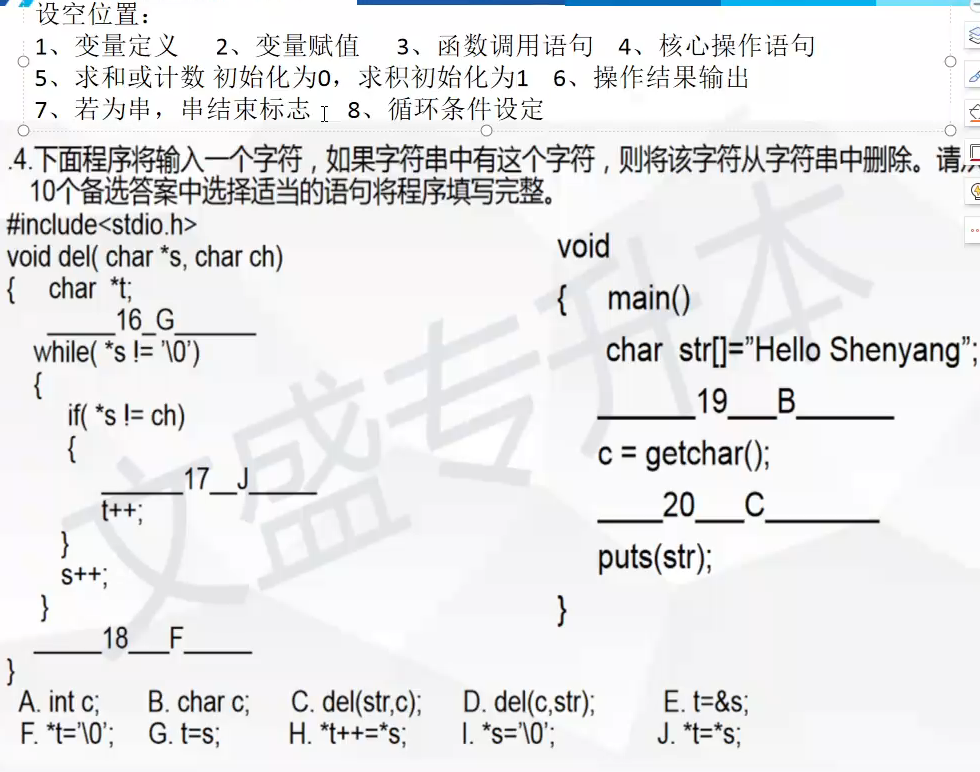 设空位置：
1、变量定义 2、变量赋值 3、函数调用语句 4、核心操作语句
5、求和或计数 初始化为0，求积初始化为1 6、操作结果输出
7、若为串，串结束标志 8、循环条件设定
.4.下面程序将输入一个字符，如果字符串中有这个字符，则将该字符从字符串中删除。请
10个备选答案中选择适当的语句将程序填写完整。
#include<stdio.h>
void del( char *s, char ch)
{ char *t;
_____16_G______
while( *s != '\0')
{
if( *s != ch)
{
______17__J_____
t++;
}
s++;
}
_____18___F_____
}
void
{ main()
char str[]=”Hello Shenyang”;
______19___B______
c = getchar();
____20___C_______
puts(str);
}
A. int c; B. char c; C. del(str,c); D. del(c,str); E. t=&s;
F. *t='\0'; G. t=s; H. *t++=*s; I. *s='\0'; J. *t=*s;
文盛专升本